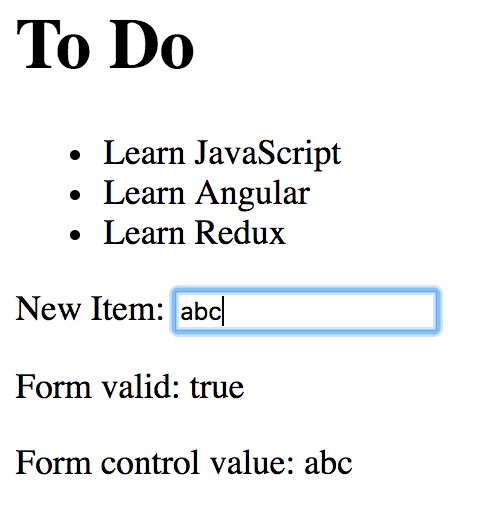 To Do
• Learn JavaScript
• Learn Angular
• Learn Redux
New Item: abc
Form valid: true
Form control value: abc